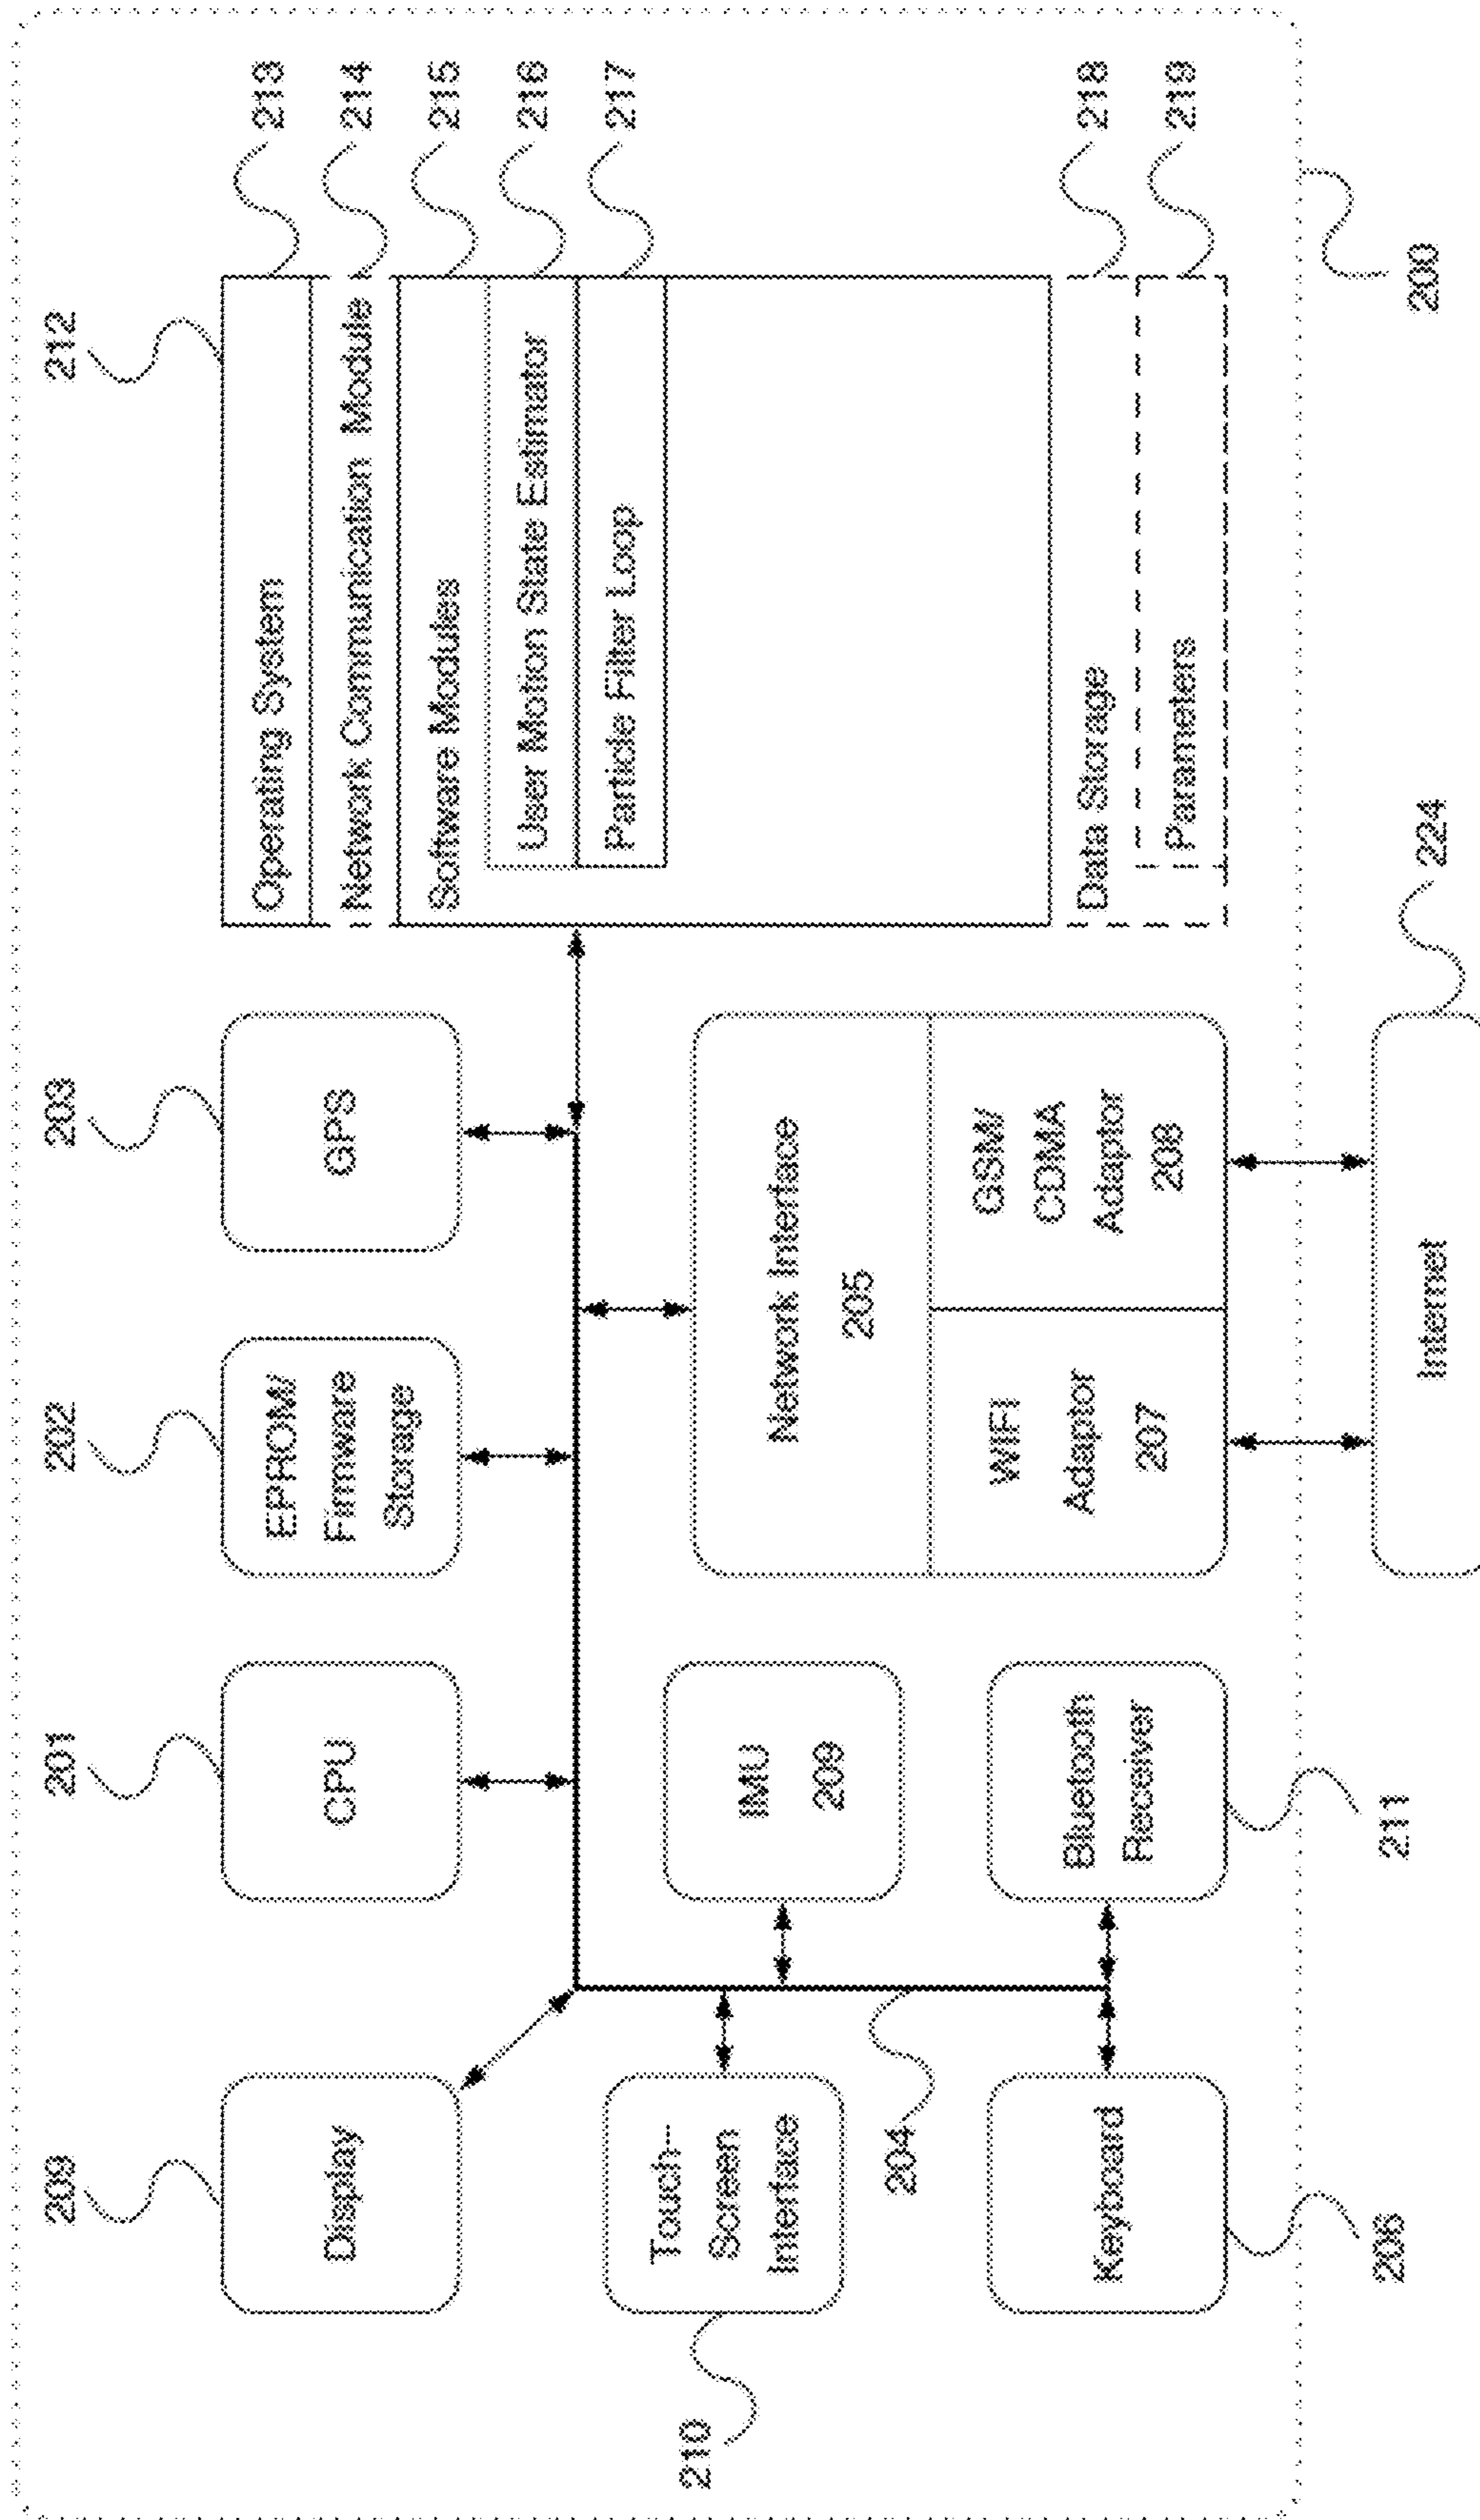 209
201
202
203
212
Display
CPU
EPROM/
Firmware
Storage
GPS
Operating System
213
Network Communication Module
214
Software Modules
215
User Motion State Estimator
216
Particle Filter Loop
217
210
Touch-
Screen
Interface
IMU
209
Network Interface
205
204
Keyboard
Bluetooth
Receiver
WIFI
Adaptor
207
GSM/
CDMA
Adaptor
208
Data Storage
218
Parameters
219
206
211
Internet
224
200